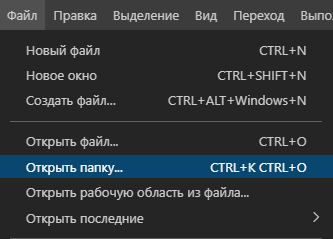 Файл Правка Выделение Вид Переход
Новый файл CTRL+N
Новое окно CTRL+SHIFT+N
Создать файл... CTRL+ALT+Windows+N
Открыть файл... CTRL+O
Открыть папку... CTRL+K CTRL+O
Открыть рабочую область из файла...
Открыть последние